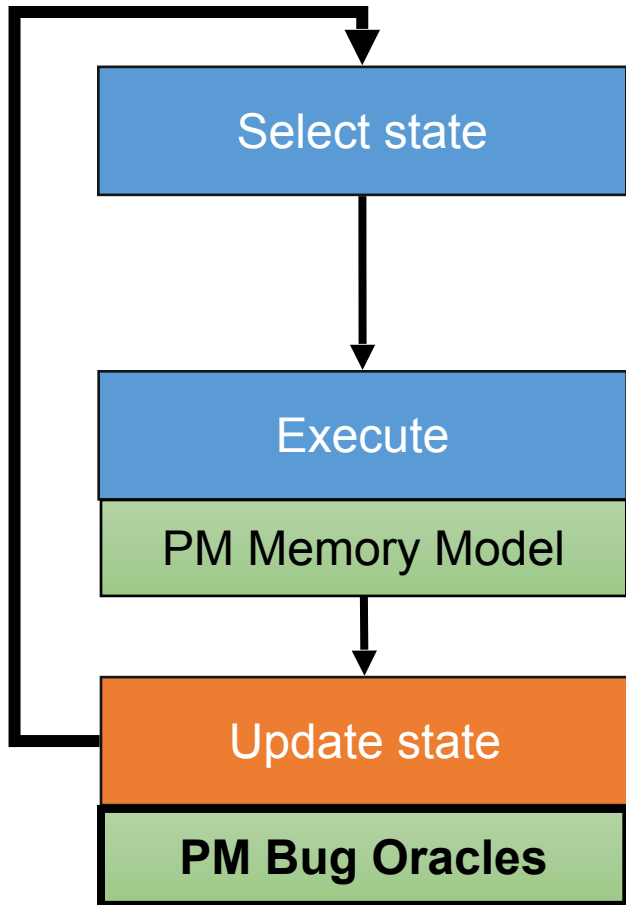 Select state
Execute
PM Memory Model
Update state
PM Bug Oracles